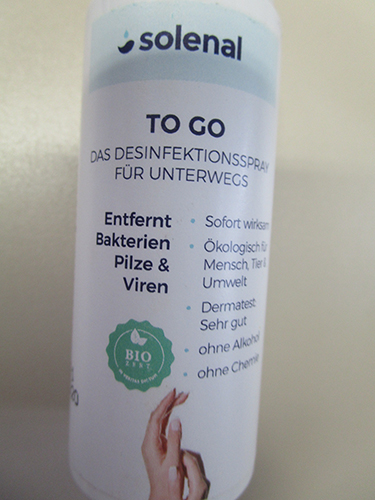 solenal
TO GO
DAS DESINFEKTIONSSPRAY
FÜR UNTERWEGS
Entfernt
Bakterien
Pilze &
Viren
• Sofort wirksam
• Ökologisch für
Mensch, Tier &
Umwelt
• Dermatest
Sehr gut
• ohne Alkohol
• ohne Chemie
BIO